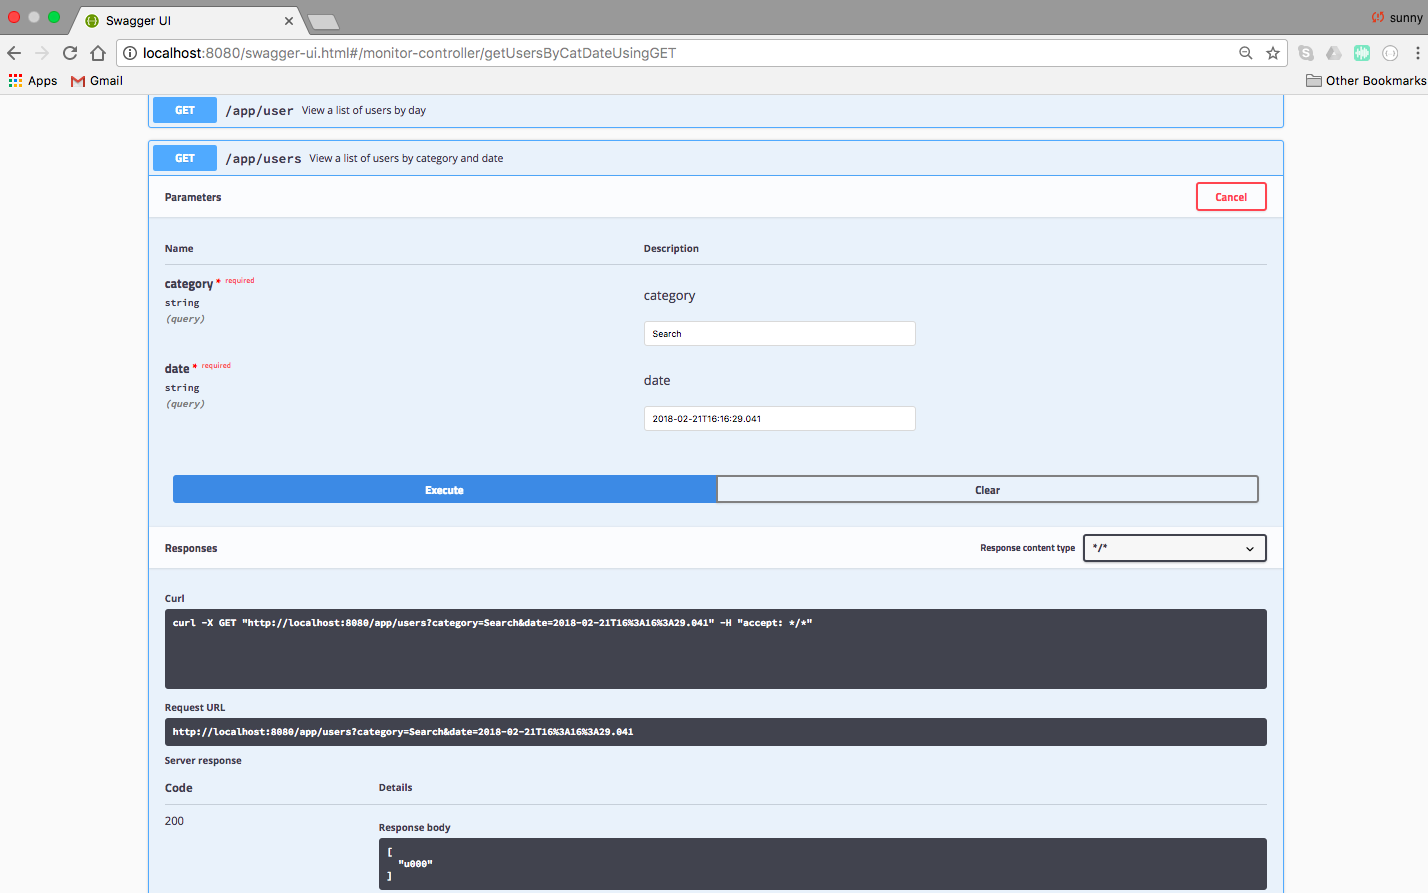 Swagger UI
sunny
localhost:8080/swagger-ui.html#/monitor-controller/getUsersByCatDateUsingGET
Apps Gmail Other Bookmarks
GET /app/user View a list of users by day
GET /app/users View a list of users by category and date
Parameters Cancel
Name Description
category * required
string
(query)
category
Search
date * required
string
(query)
date
2018-02-21T16:16:29.041
Execute Clear
Responses Response content type */*
Curl
curl -X GET "http://localhost:8080/app/users?category=Search&date=2018-02-21T16%3A16%3A29.041" -H "accept: */*"
Request URL
http://localhost:8080/app/users?category=Search&date=2018-02-21T16%3A16%3A29.041
Server response
Code Details
200
Response body
[
"u000"
]